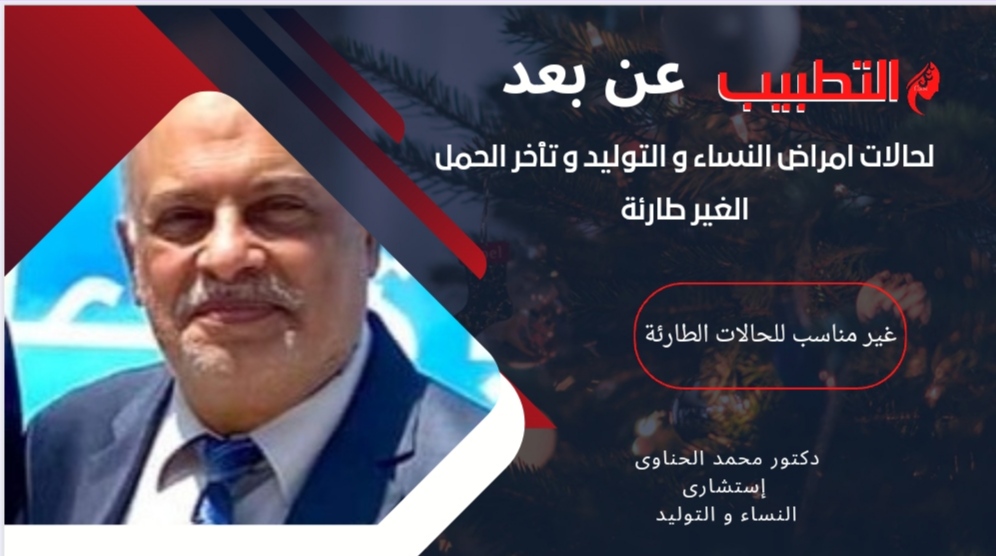 التطبيب عن بعد
لحالات امراض النساء و التوليد و تأخر الحمل
الغير طارئة
غير مناسب للحالات الطارئة
دكتور محمد الحناوى
إستشارى
النساء و التوليد